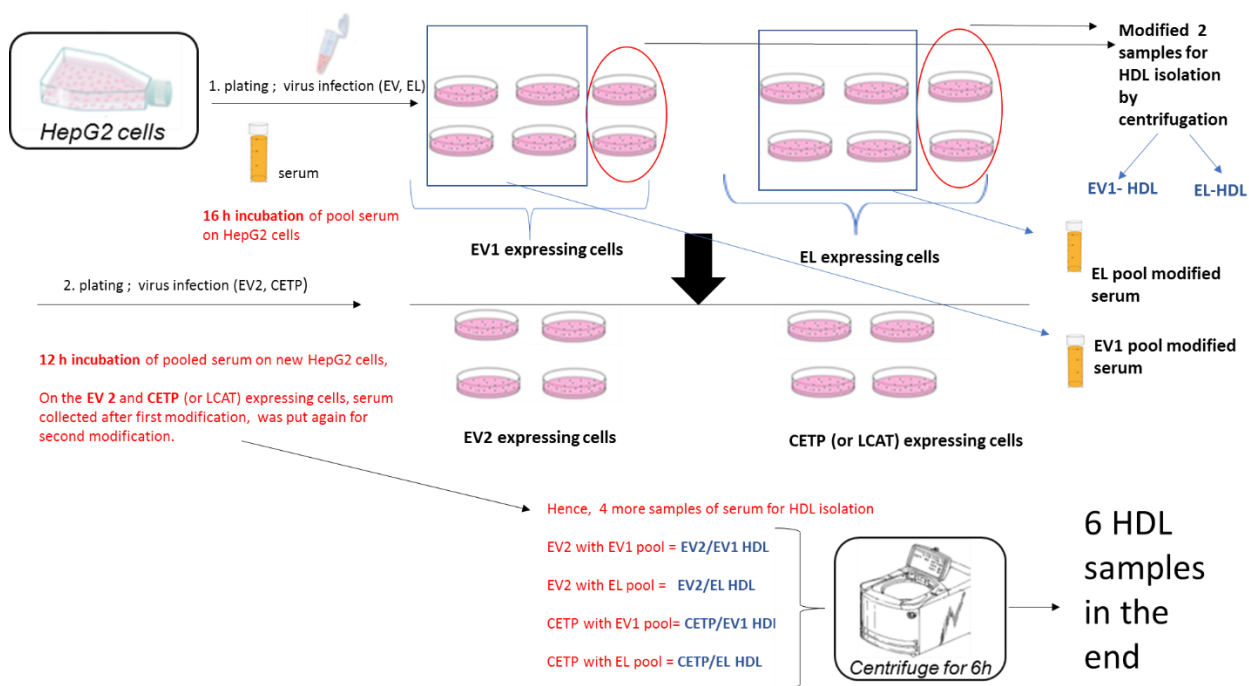 HepG2 cells
1. plating ; virus infection (EV, EL)
serum
16 h incubation of pool serum
on HepG2 cells
EV1 expressing cells
EL expressing cells
Modified 2
samples for
HDL isolation
by
centrifugation
EV1- HDL
EL-HDL
EL pool modified
serum
EV1 pool modified
serum
2. plating ; virus infection (EV2, CETP)
12 h incubation of pooled serum on new HepG2 cells,
On the EV 2 and CETP (or LCAT) expressing cells, serum
collected after first modification, was put again for
second modification.
EV2 expressing cells
CETP (or LCAT) expressing cells
Hence, 4 more samples of serum for HDL isolation
EV2 with EV1 pool = EV2/EV1 HDL
EV2 with EL pool = EV2/EL HDL
CETP with EV1 pool= CETP/EV1 HDI
CETP with EL pool = CETP/EL HDL
Centrifuge for 6h
6 HDL
samples
in the
end